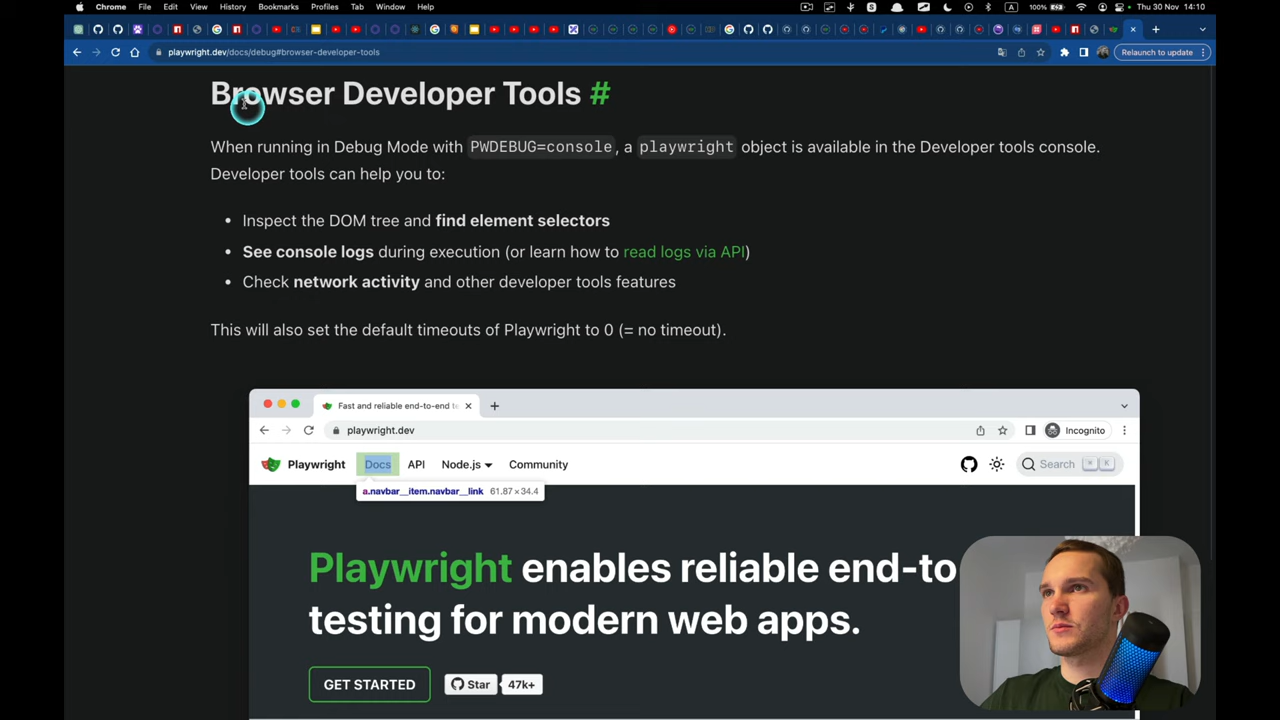 Chrome File Edit View History Bookmarks Profiles Tab Window Help 100% Thu 30 Nov 14:10
playwright.dev/docs/debug#browser-developer-tools Relaunch to update
Browser Developer Tools #
When running in Debug Mode with PWDEBUG=console, a playwright object is available in the Developer tools console.
Developer tools can help you to:
• Inspect the DOM tree and find element selectors
• See console logs during execution (or learn how to read logs via API)
• Check network activity and other developer tools features
This will also set the default timeouts of Playwright to 0 (= no timeout).
Fast and reliable end-to-end te
playwright.dev Incognito
Playwright Docs API Node.js Community Search ⌘ K
a.navbar__item.navbar__link 61.87 × 34.4
Playwright enables reliable end-to
testing for modern web apps.
GET STARTED Star 47k+